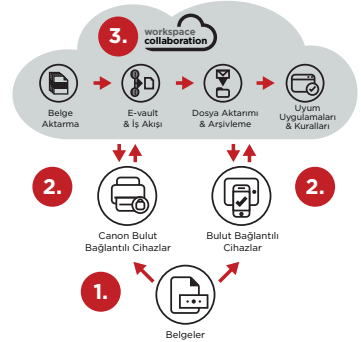 3.
workspace
collaboration
Belge
Aktarma
E-vault
& İş Akışı
Dosya Aktarımı
& Arşivleme
Uyum
Uygulamaları
& Kuralları
2.
2.
Canon Bulut
Bağlantılı Cihazlar
Bulut Bağlantılı
Cihazlar
1.
Belgeler